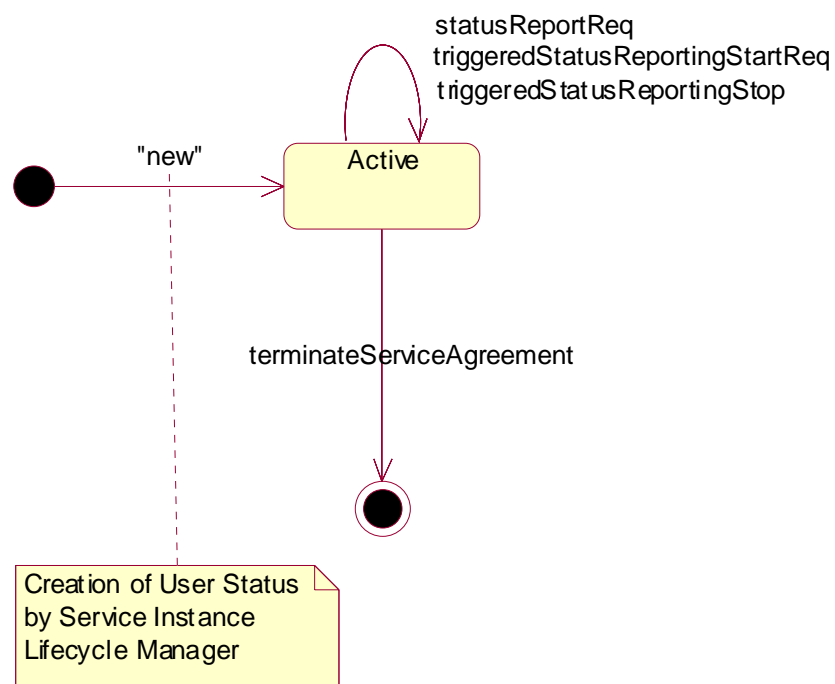 statusReportReq
triggeredStatusReportingStartReq
triggeredStatusReportingStop
"new"
Active
terminateServiceAgreement
Creation of User Status
by Service Instance
Lifecycle Manager